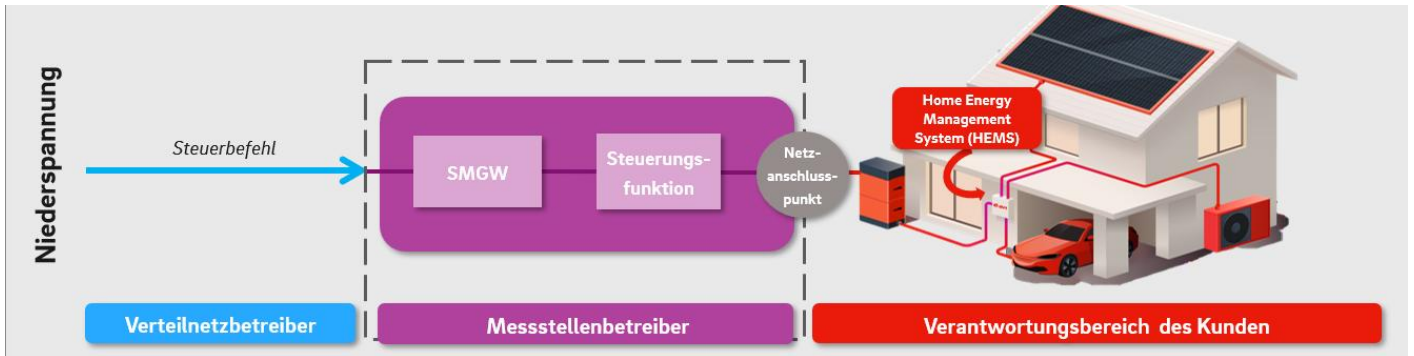 Niederspannung
Steuerbefehl
SMGW
Steuerungs-
funktion
Netz-
anschluss-
punkt
Home Energy
Management
System (HEMS)
Verteilnetzbetreiber
Messstellenbetreiber
Verantwortungsbereich des Kunden